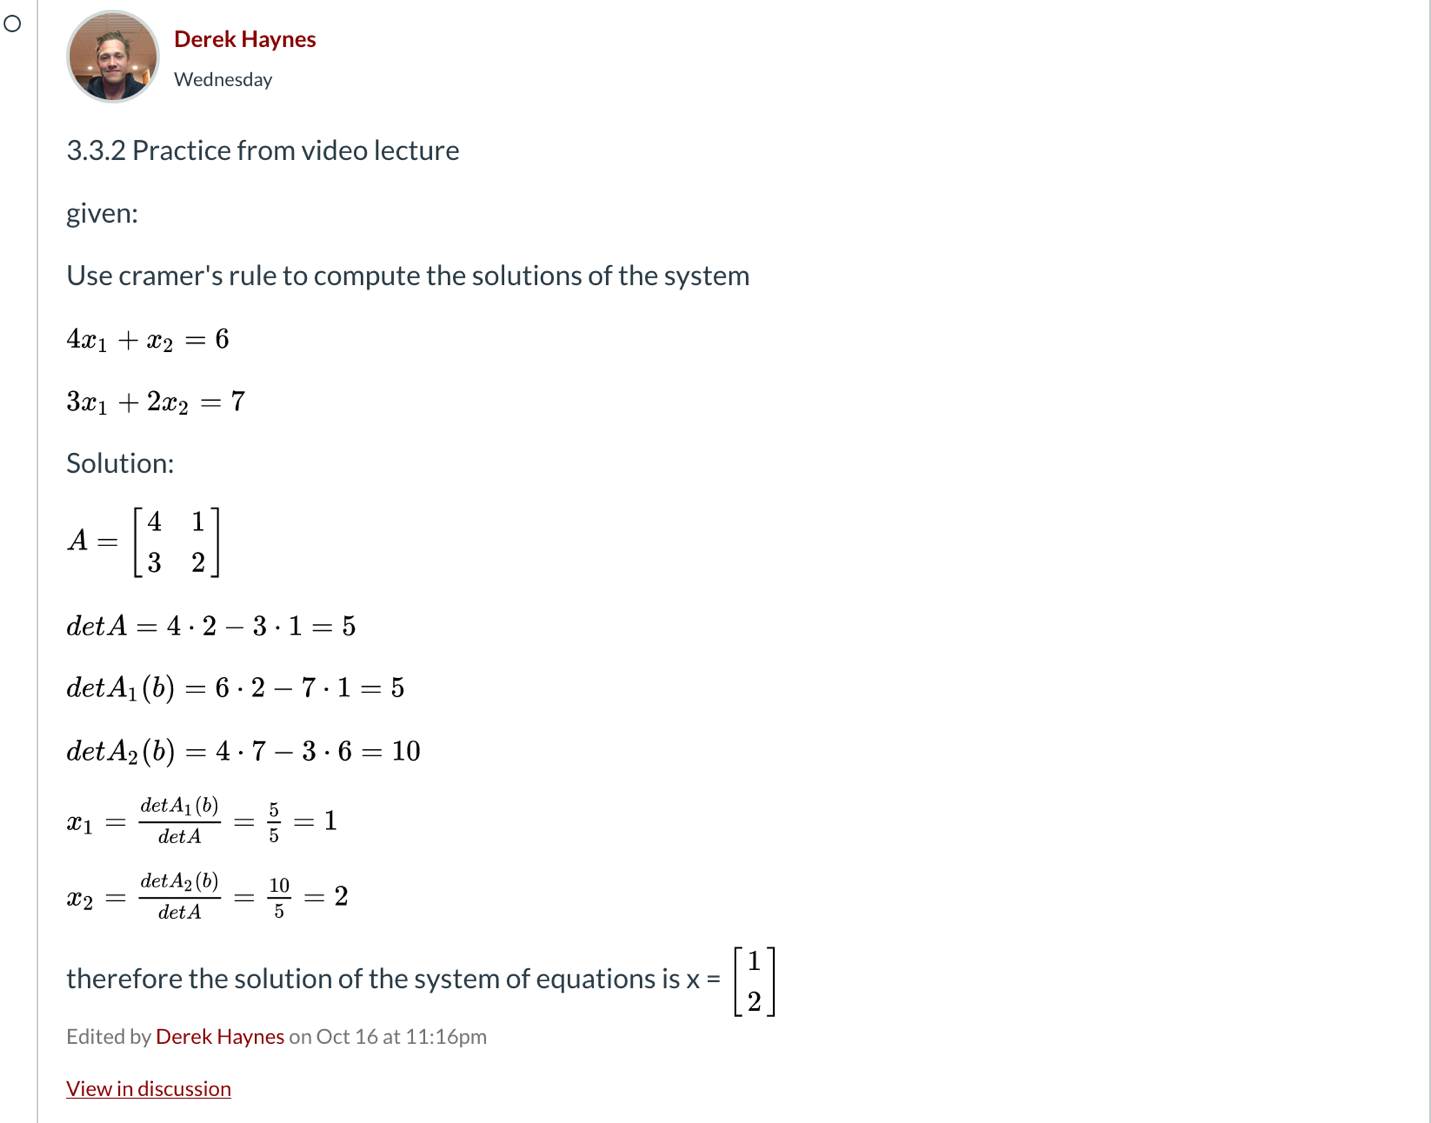 Derek Haynes
Wednesday
3.3.2 Practice from video lecture
given:
Use cramer's rule to compute the solutions of the system
4x₁ + x₂ = 6
3x₁ + 2x₂ = 7
Solution:
A = [4 1; 3 2]
detA = 4 · 2 − 3 · 1 = 5
detA₁(b) = 6 · 2 − 7 · 1 = 5
detA₂(b) = 4 · 7 − 3 · 6 = 10
x₁ = detA₁(b)/detA = 5/5 = 1
x₂ = detA₂(b)/detA = 10/5 = 2
therefore the solution of the system of equations is x = [1; 2]
Edited by Derek Haynes on Oct 16 at 11:16pm
View in discussion